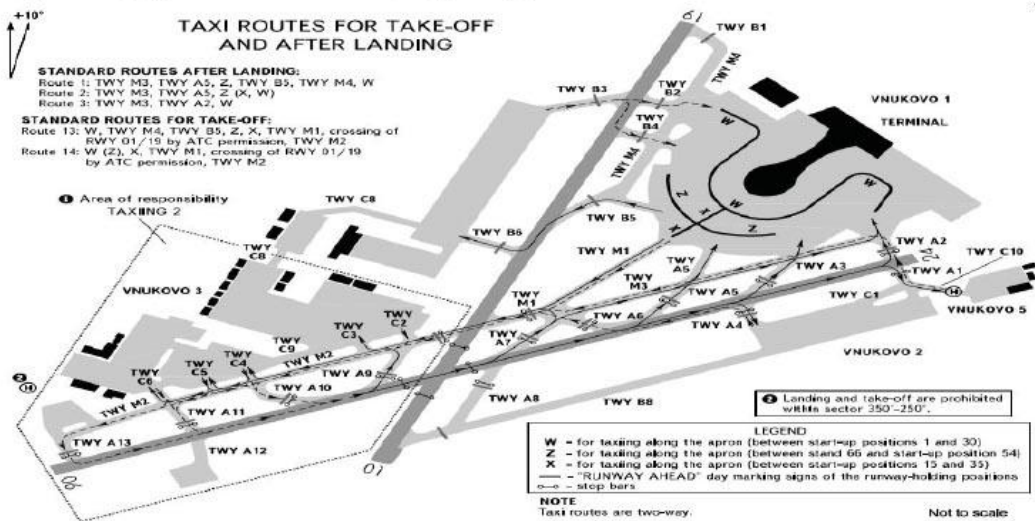 +10°
TAXI ROUTES FOR TAKE-OFF
AND AFTER LANDING
STANDARD ROUTES AFTER LANDING:
Route 1: TWY M3, TWY A5, Z, TWY B5, TWY M4, W
Route 2: TWY M3, TWY A5, Z (X, W)
Route 3: TWY M3, TWY A2, W
STANDARD ROUTES FOR TAKE-OFF:
Route 13: W, TWY M4, TWY B5, Z, X, TWY M1, crossing of
RWY 01/19 by ATC permission, TWY M2
Route 14: W (Z), X, TWY M1, crossing of RWY 01/19
by ATC permission, TWY M2
19
TWY B1
TWY M4
TWY B3
TWY
B2
TWY
B4
TWY M4
W
VNUKOVO 1
TERMINAL
1 Area of responsibility
TAXIING 2
TWY C8
TWY
C8
TWY B5
TWY B6
Z
X
W
W
X
Z
TWY M1
TWY
A5
TWY
M3
TWY A3
TWY A2
TWY C10
TWY A1
24
H
VNUKOVO 3
VNUKOVO 5
TWY
M1
TWY A5
TWY C1
TWY A6
TWY A4
TWY
A7
VNUKOVO 2
TWY
C2
TWY
C3
TWY
C9
TWY M2
TWY
C4
TWY
C5
TWY
C6
TWY A9
TWY A10
TWY A11
TWY M2
2
H
TWY A13
TWY A12
TWY A8
TWY B8
06
01
2 Landing and take-off are prohibited
within sector 350°-250°.
LEGEND
W - for taxiing along the apron (between start-up positions 1 and 30)
Z - for taxiing along the apron (between stand 66 and start-up position 54)
X - for taxiing along the apron (between start-up positions 15 and 35)
- "RUNWAY AHEAD" day marking signs of the runway-holding positions
- stop bars
NOTE
Taxi routes are two-way.
Not to scale